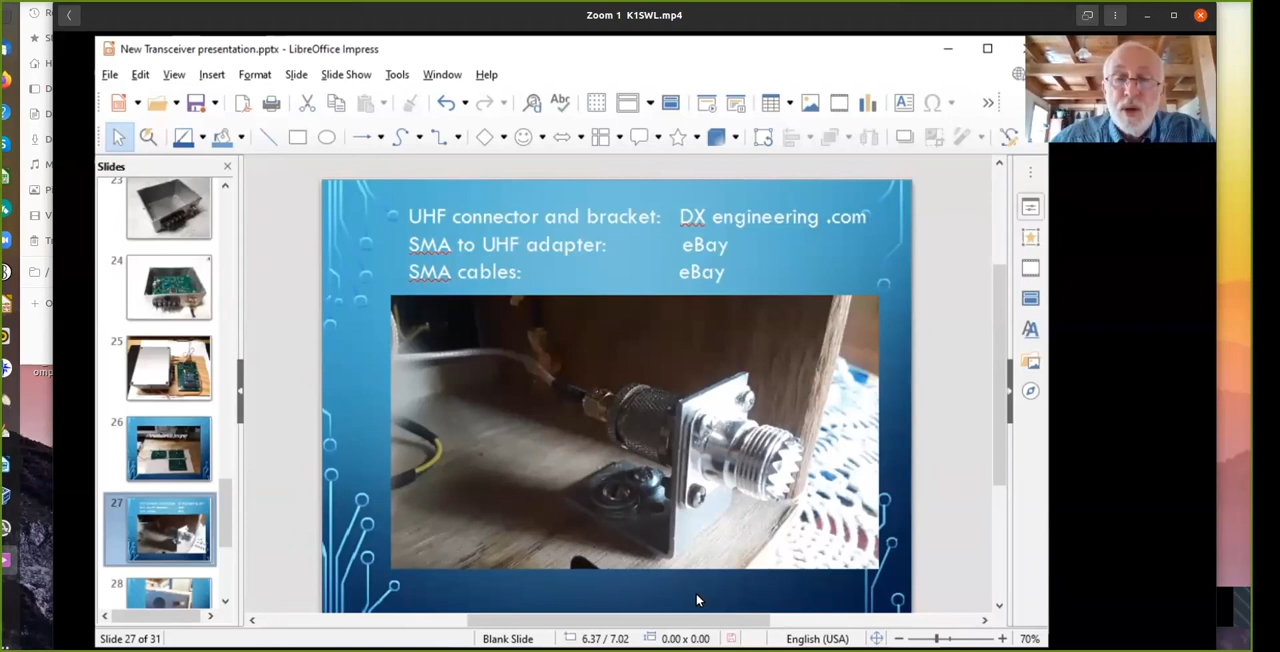 Zoom 1 K1SWL.mp4
New Transceiver presentation.pptx - LibreOffice Impress
File Edit View Insert Format Slide Slide Show Tools Window Help
Abc
Slides
23
24
25
26
27
28
UHF connector and bracket: DX engineering .com
SMA to UHF adapter: eBay
SMA cables: eBay
Slide 27 of 31
Blank Slide
6.37 / 7.02
0.00 x 0.00
English (USA)
70%